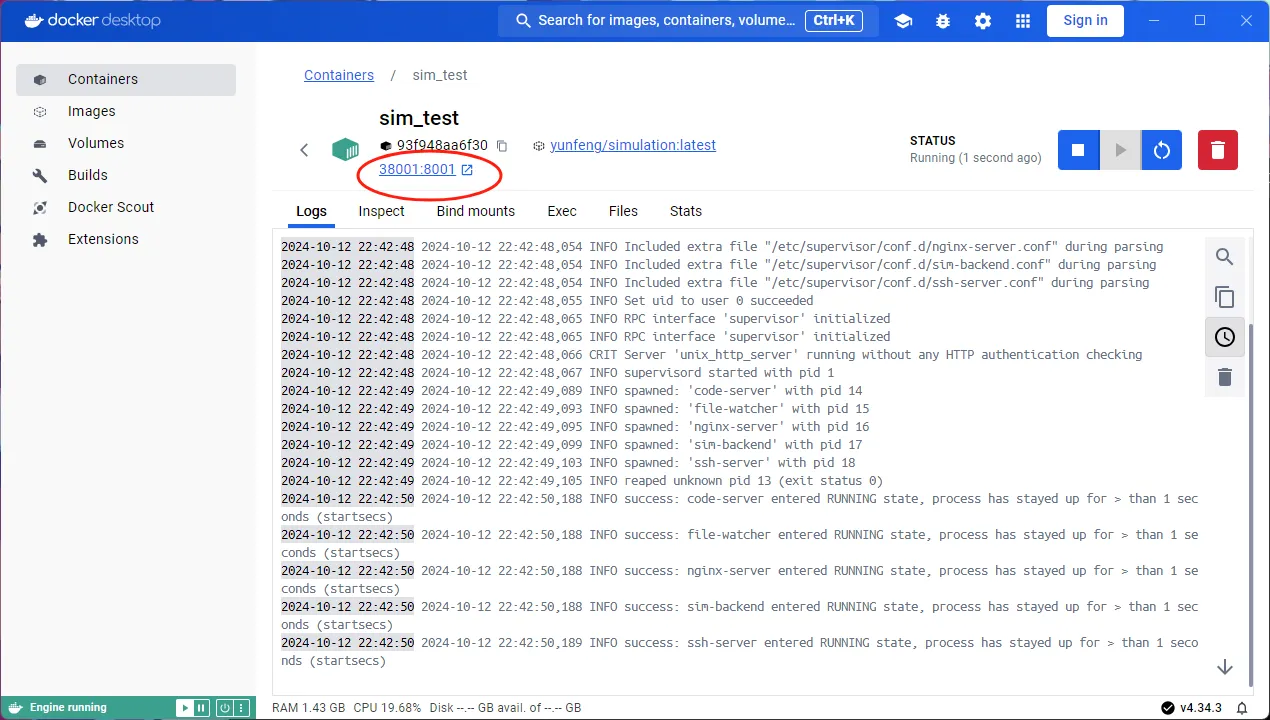 docker desktop
Search for images, containers, volume...
Ctrl+K
Sign in
Containers
Images
Volumes
Builds
Docker Scout
Extensions
Containers / sim_test
sim_test
93f948aa6f30
yunfeng/simulation:latest
38001:8001
STATUS
Running (1 second ago)
Logs
Inspect
Bind mounts
Exec
Files
Stats
2024-10-12 22:42:48 2024-10-12 22:42:48,054 INFO Included extra file "/etc/supervisor/conf.d/nginx-server.conf" during parsing
2024-10-12 22:42:48 2024-10-12 22:42:48,054 INFO Included extra file "/etc/supervisor/conf.d/sim-backend.conf" during parsing
2024-10-12 22:42:48 2024-10-12 22:42:48,054 INFO Included extra file "/etc/supervisor/conf.d/ssh-server.conf" during parsing
2024-10-12 22:42:48 2024-10-12 22:42:48,055 INFO Set uid to user 0 succeeded
2024-10-12 22:42:48 2024-10-12 22:42:48,065 INFO RPC interface 'supervisor' initialized
2024-10-12 22:42:48 2024-10-12 22:42:48,065 INFO RPC interface 'supervisor' initialized
2024-10-12 22:42:48 2024-10-12 22:42:48,066 CRIT Server 'unix_http_server' running without any HTTP authentication checking
2024-10-12 22:42:48 2024-10-12 22:42:48,067 INFO supervisord started with pid 1
2024-10-12 22:42:49 2024-10-12 22:42:49,089 INFO spawned: 'code-server' with pid 14
2024-10-12 22:42:49 2024-10-12 22:42:49,093 INFO spawned: 'file-watcher' with pid 15
2024-10-12 22:42:49 2024-10-12 22:42:49,095 INFO spawned: 'nginx-server' with pid 16
2024-10-12 22:42:49 2024-10-12 22:42:49,099 INFO spawned: 'sim-backend' with pid 17
2024-10-12 22:42:49 2024-10-12 22:42:49,103 INFO spawned: 'ssh-server' with pid 18
2024-10-12 22:42:49 2024-10-12 22:42:49,105 INFO reaped unknown pid 13 (exit status 0)
2024-10-12 22:42:50 2024-10-12 22:42:50,188 INFO success: code-server entered RUNNING state, process has stayed up for > than 1 sec
onds (startsecs)
2024-10-12 22:42:50 2024-10-12 22:42:50,188 INFO success: file-watcher entered RUNNING state, process has stayed up for > than 1 se
conds (startsecs)
2024-10-12 22:42:50 2024-10-12 22:42:50,188 INFO success: nginx-server entered RUNNING state, process has stayed up for > than 1 se
conds (startsecs)
2024-10-12 22:42:50 2024-10-12 22:42:50,188 INFO success: sim-backend entered RUNNING state, process has stayed up for > than 1 sec
onds (startsecs)
2024-10-12 22:42:50 2024-10-12 22:42:50,189 INFO success: ssh-server entered RUNNING state, process has stayed up for > than 1 seco
nds (startsecs)
Engine running
RAM 1.43 GB CPU 19.68% Disk --.-- GB avail. of --.-- GB
v4.34.3